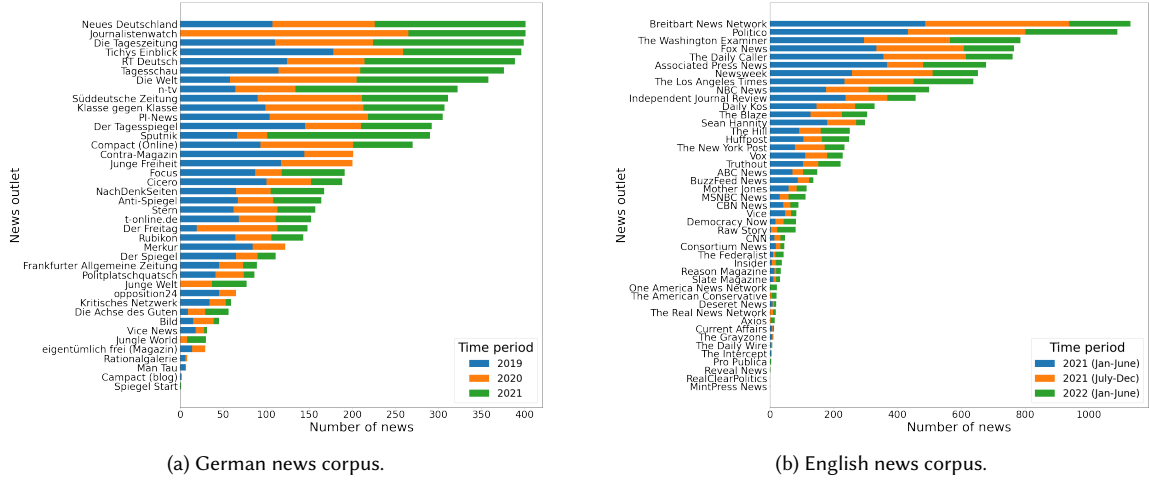 News outlet
Neues Deutschland
Journalistenwatch
Die Tageszeitung
Tichys Einblick
RT Deutsch
Tagesschau
Die Welt
n-tv
Süddeutsche Zeitung
Klasse gegen Klasse
PI-News
Der Tagesspiegel
Sputnik
Compact (Online)
Contra-Magazin
Junge Freiheit
Focus
Cicero
NachDenkSeiten
Anti-Spiegel
Stern
t-online.de
Der Freitag
Rubikon
Merkur
Der Spiegel
Frankfurter Allgemeine Zeitung
Politplatschquatsch
Junge Welt
opposition24
Kritisches Netzwerk
Die Achse des Guten
Bild
Vice News
Jungle World
eigentümlich frei (Magazin)
Rationalgalerie
Man Tau
Campact (blog)
Spiegel Start
0 50 100 150 200 250 300 350 400
Number of news
Time period
2019
2020
2021
(a) German news corpus.
News outlet
Breitbart News Network
Politico
The Washington Examiner
Fox News
The Daily Caller
Associated Press News
Newsweek
The Los Angeles Times
NBC News
Independent Journal Review
Daily Kos
The Blaze
Sean Hannity
The Hill
Huffpost
The New York Post
Vox
Truthout
ABC News
BuzzFeed News
Mother Jones
MSNBC News
CBN News
Vice
Democracy Now
Raw Story
CNN
Consortium News
The Federalist
Insider
Reason Magazine
Slate Magazine
One America News Network
The American Conservative
Deseret News
The Real News Network
Axios
Current Affairs
The Grayzone
The Daily Wire
The Intercept
Pro Publica
Reveal News
RealClearPolitics
MintPress News
0 200 400 600 800 1000
Number of news
Time period
2021 (Jan-June)
2021 (July-Dec)
2022 (Jan-June)
(b) English news corpus.